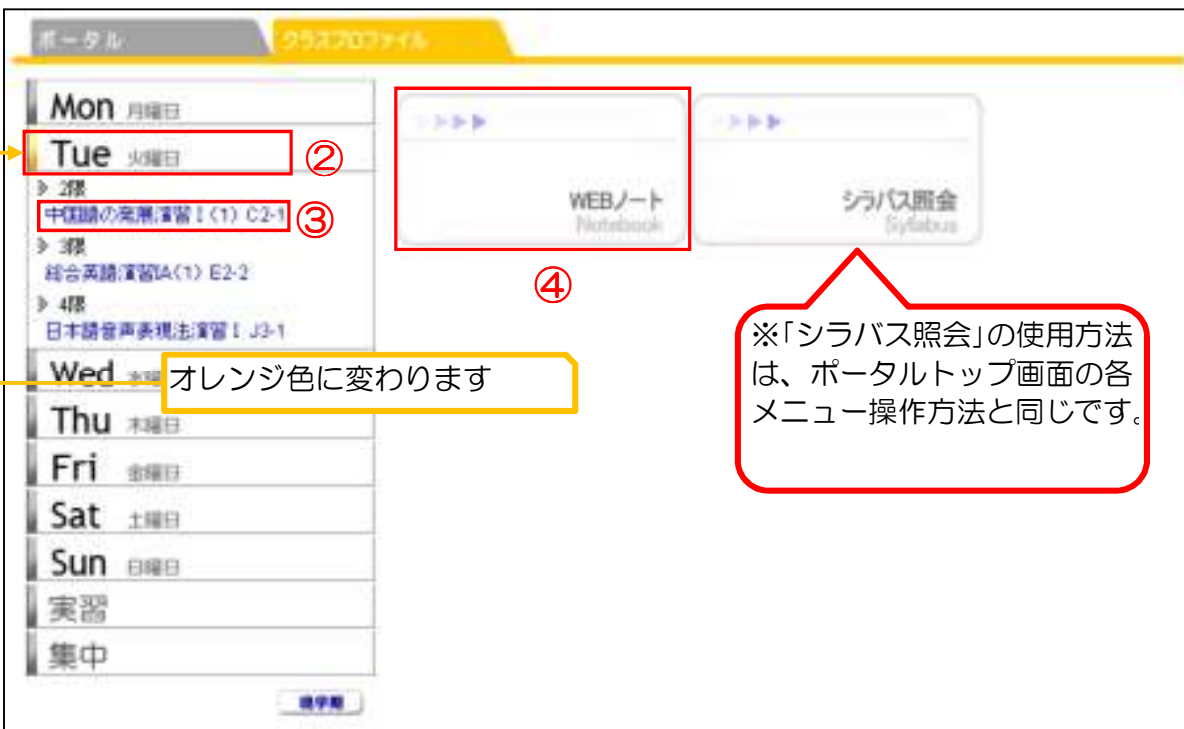 ポータル
クラスプロファイル
Mon 月曜日
Tue 火曜日
②
2限
中国語の発展演習Ⅰ(1) C2-1
③
3限
総合英語演習ⅠA(1) E2-2
4限
日本語音声表現法演習Ⅰ J3-1
Wed
オレンジ色に変わります
Thu 木曜日
Fri 金曜日
Sat 土曜日
Sun 日曜日
実習
集中
現学期
WEBノート
Notebook
④
シラバス照会
Syllabus
※「シラバス照会」の使用方法
は、ポータルトップ画面の各
メニュー操作方法と同じです。